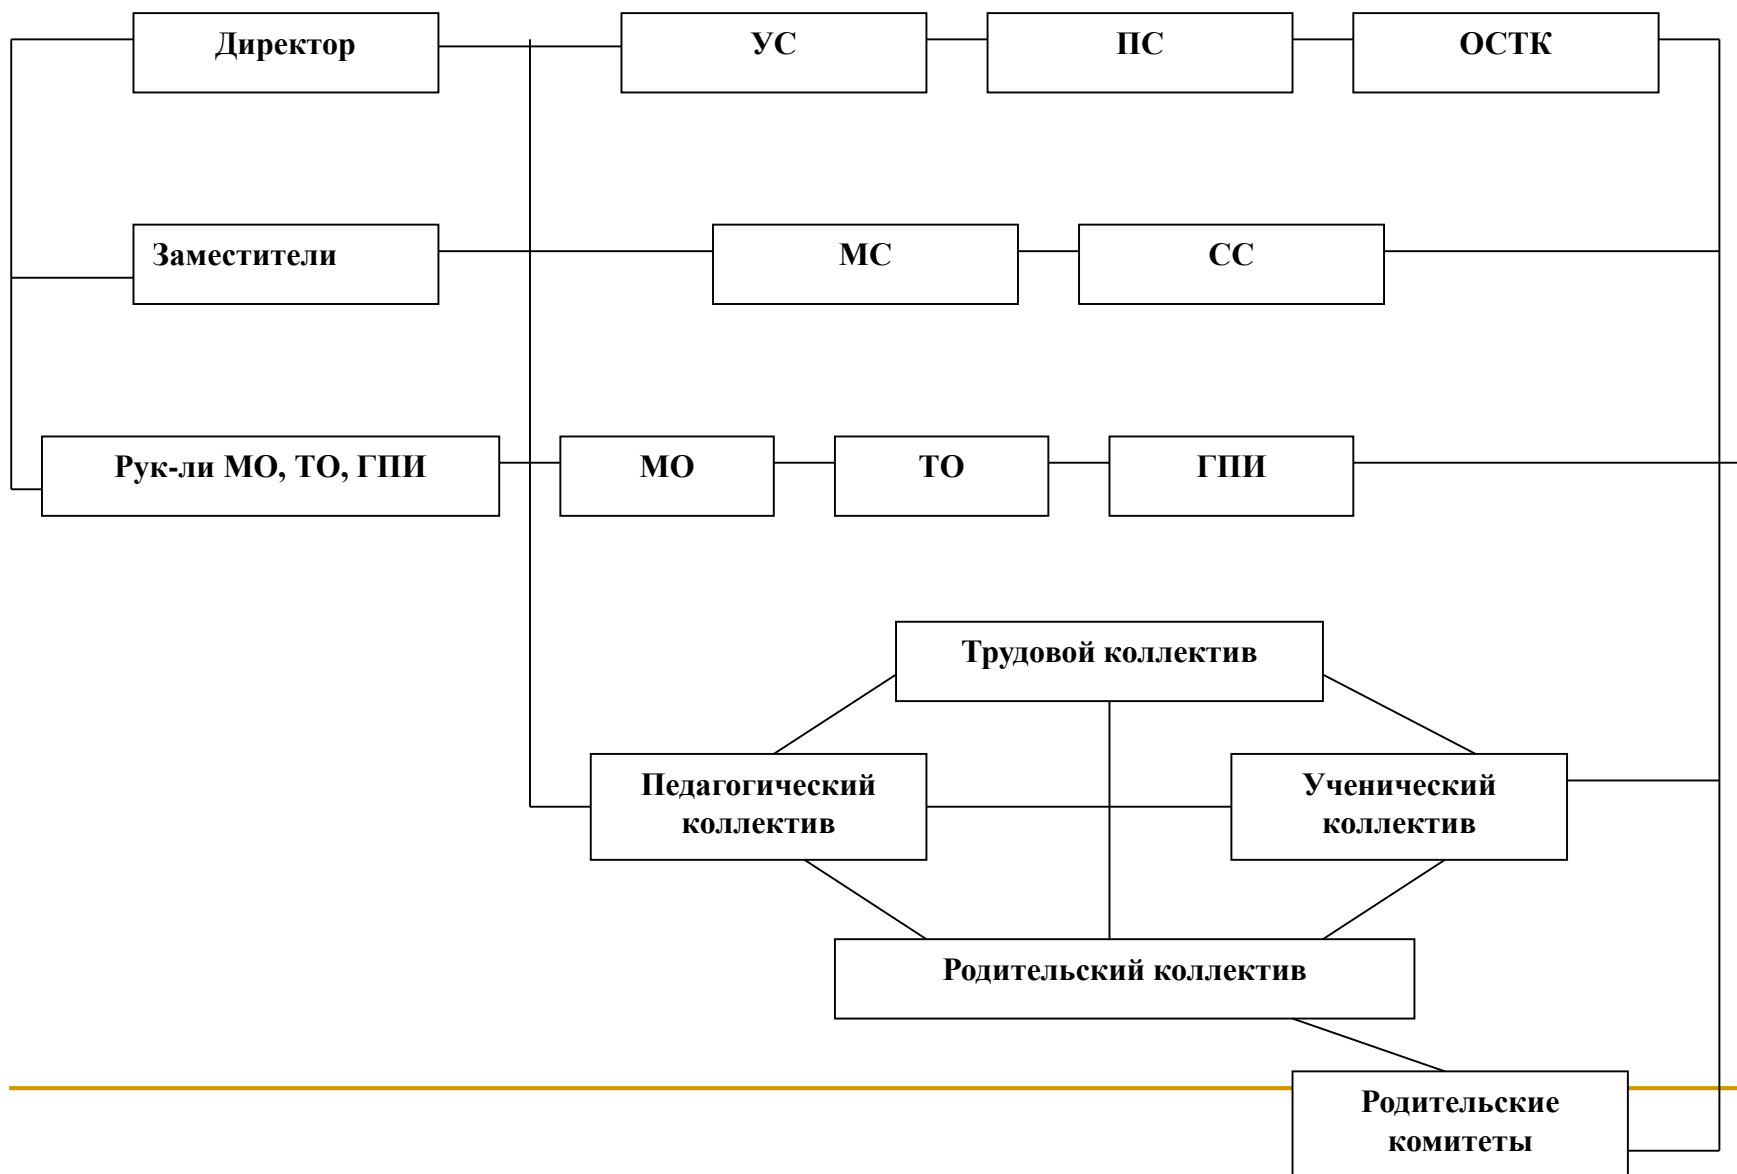 Директор
УС
ПС
ОСТК
Заместители
МС
СС
Рук-ли МО, ТО, ГПИ
МО
ТО
ГПИ
Трудовой коллектив
Педагогический
коллектив
Ученический
коллектив
Родительский коллектив
Родительские
комитеты